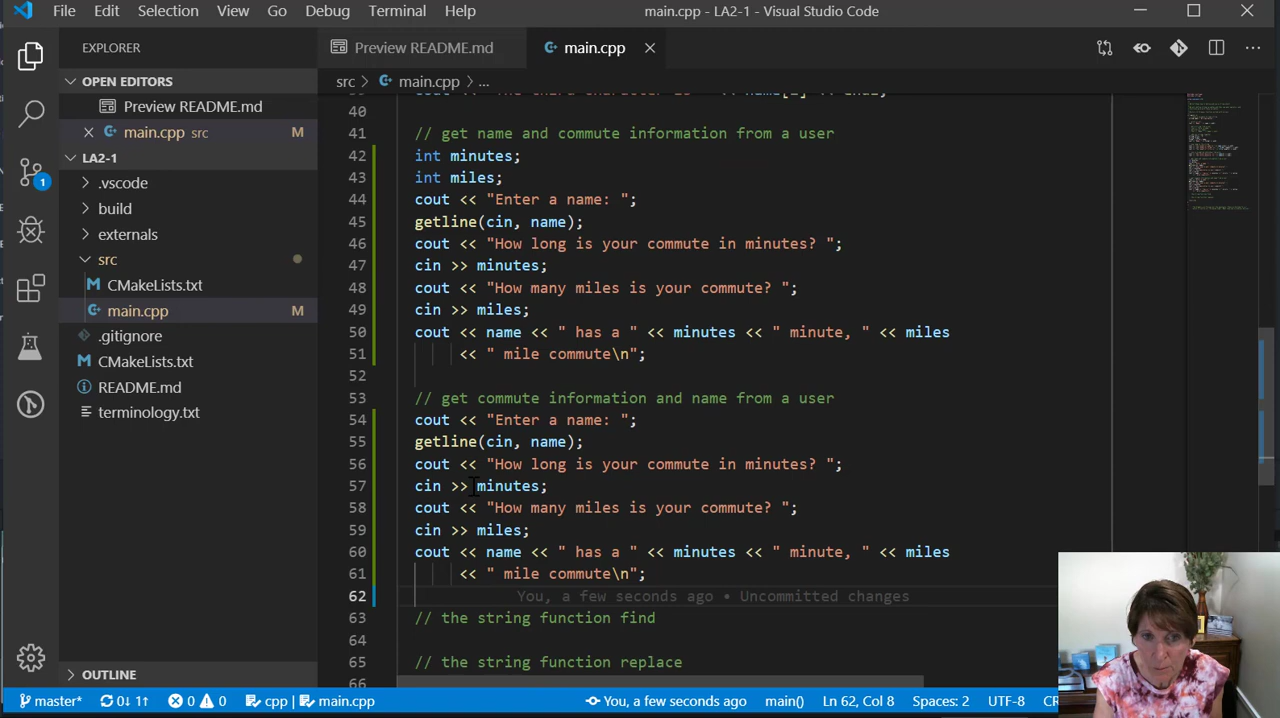 File Edit Selection View Go Debug Terminal Help main.cpp - LA2-1 - Visual Studio Code
EXPLORER
Preview README.md
main.cpp
OPEN EDITORS
src > main.cpp > ...
Preview README.md
main.cpp src M
LA2-1
.vscode
build
externals
src
CMakeLists.txt
main.cpp M
.gitignore
CMakeLists.txt
README.md
terminology.txt
OUTLINE
1
40
41 // get name and commute information from a user
42 int minutes;
43 int miles;
44 cout << "Enter a name: ";
45 getline(cin, name);
46 cout << "How long is your commute in minutes? ";
47 cin >> minutes;
48 cout << "How many miles is your commute? ";
49 cin >> miles;
50 cout << name << " has a " << minutes << " minute, " << miles
51 << " mile commute\n";
52
53 // get commute information and name from a user
54 cout << "Enter a name: ";
55 getline(cin, name);
56 cout << "How long is your commute in minutes? ";
57 cin >> minutes;
58 cout << "How many miles is your commute? ";
59 cin >> miles;
60 cout << name << " has a " << minutes << " minute, " << miles
61 << " mile commute\n";
62 You, a few seconds ago • Uncommitted changes
63 // the string function find
64
65 // the string function replace
66
master* 0↓ 1↑ 0 0 cpp | main.cpp You, a few seconds ago main() Ln 62, Col 8 Spaces: 2 UTF-8